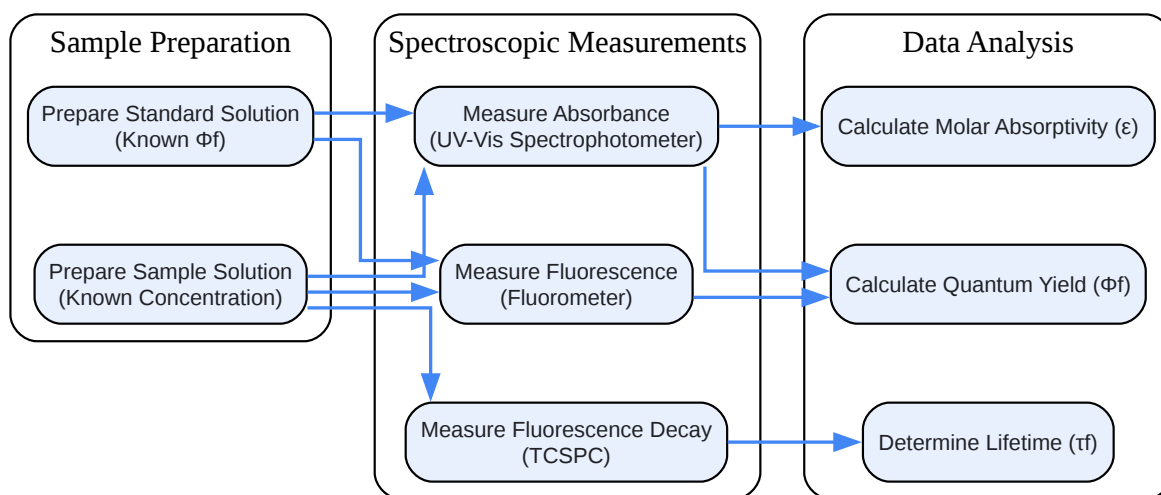 Sample Preparation
Prepare Standard Solution
(Known Φf)
Prepare Sample Solution
(Known Concentration)
Spectroscopic Measurements
Measure Absorbance
(UV-Vis Spectrophotometer)
Measure Fluorescence
(Fluorometer)
Measure Fluorescence Decay
(TCSPC)
Data Analysis
Calculate Molar Absorptivity (ε)
Calculate Quantum Yield (Φf)
Determine Lifetime (τf)